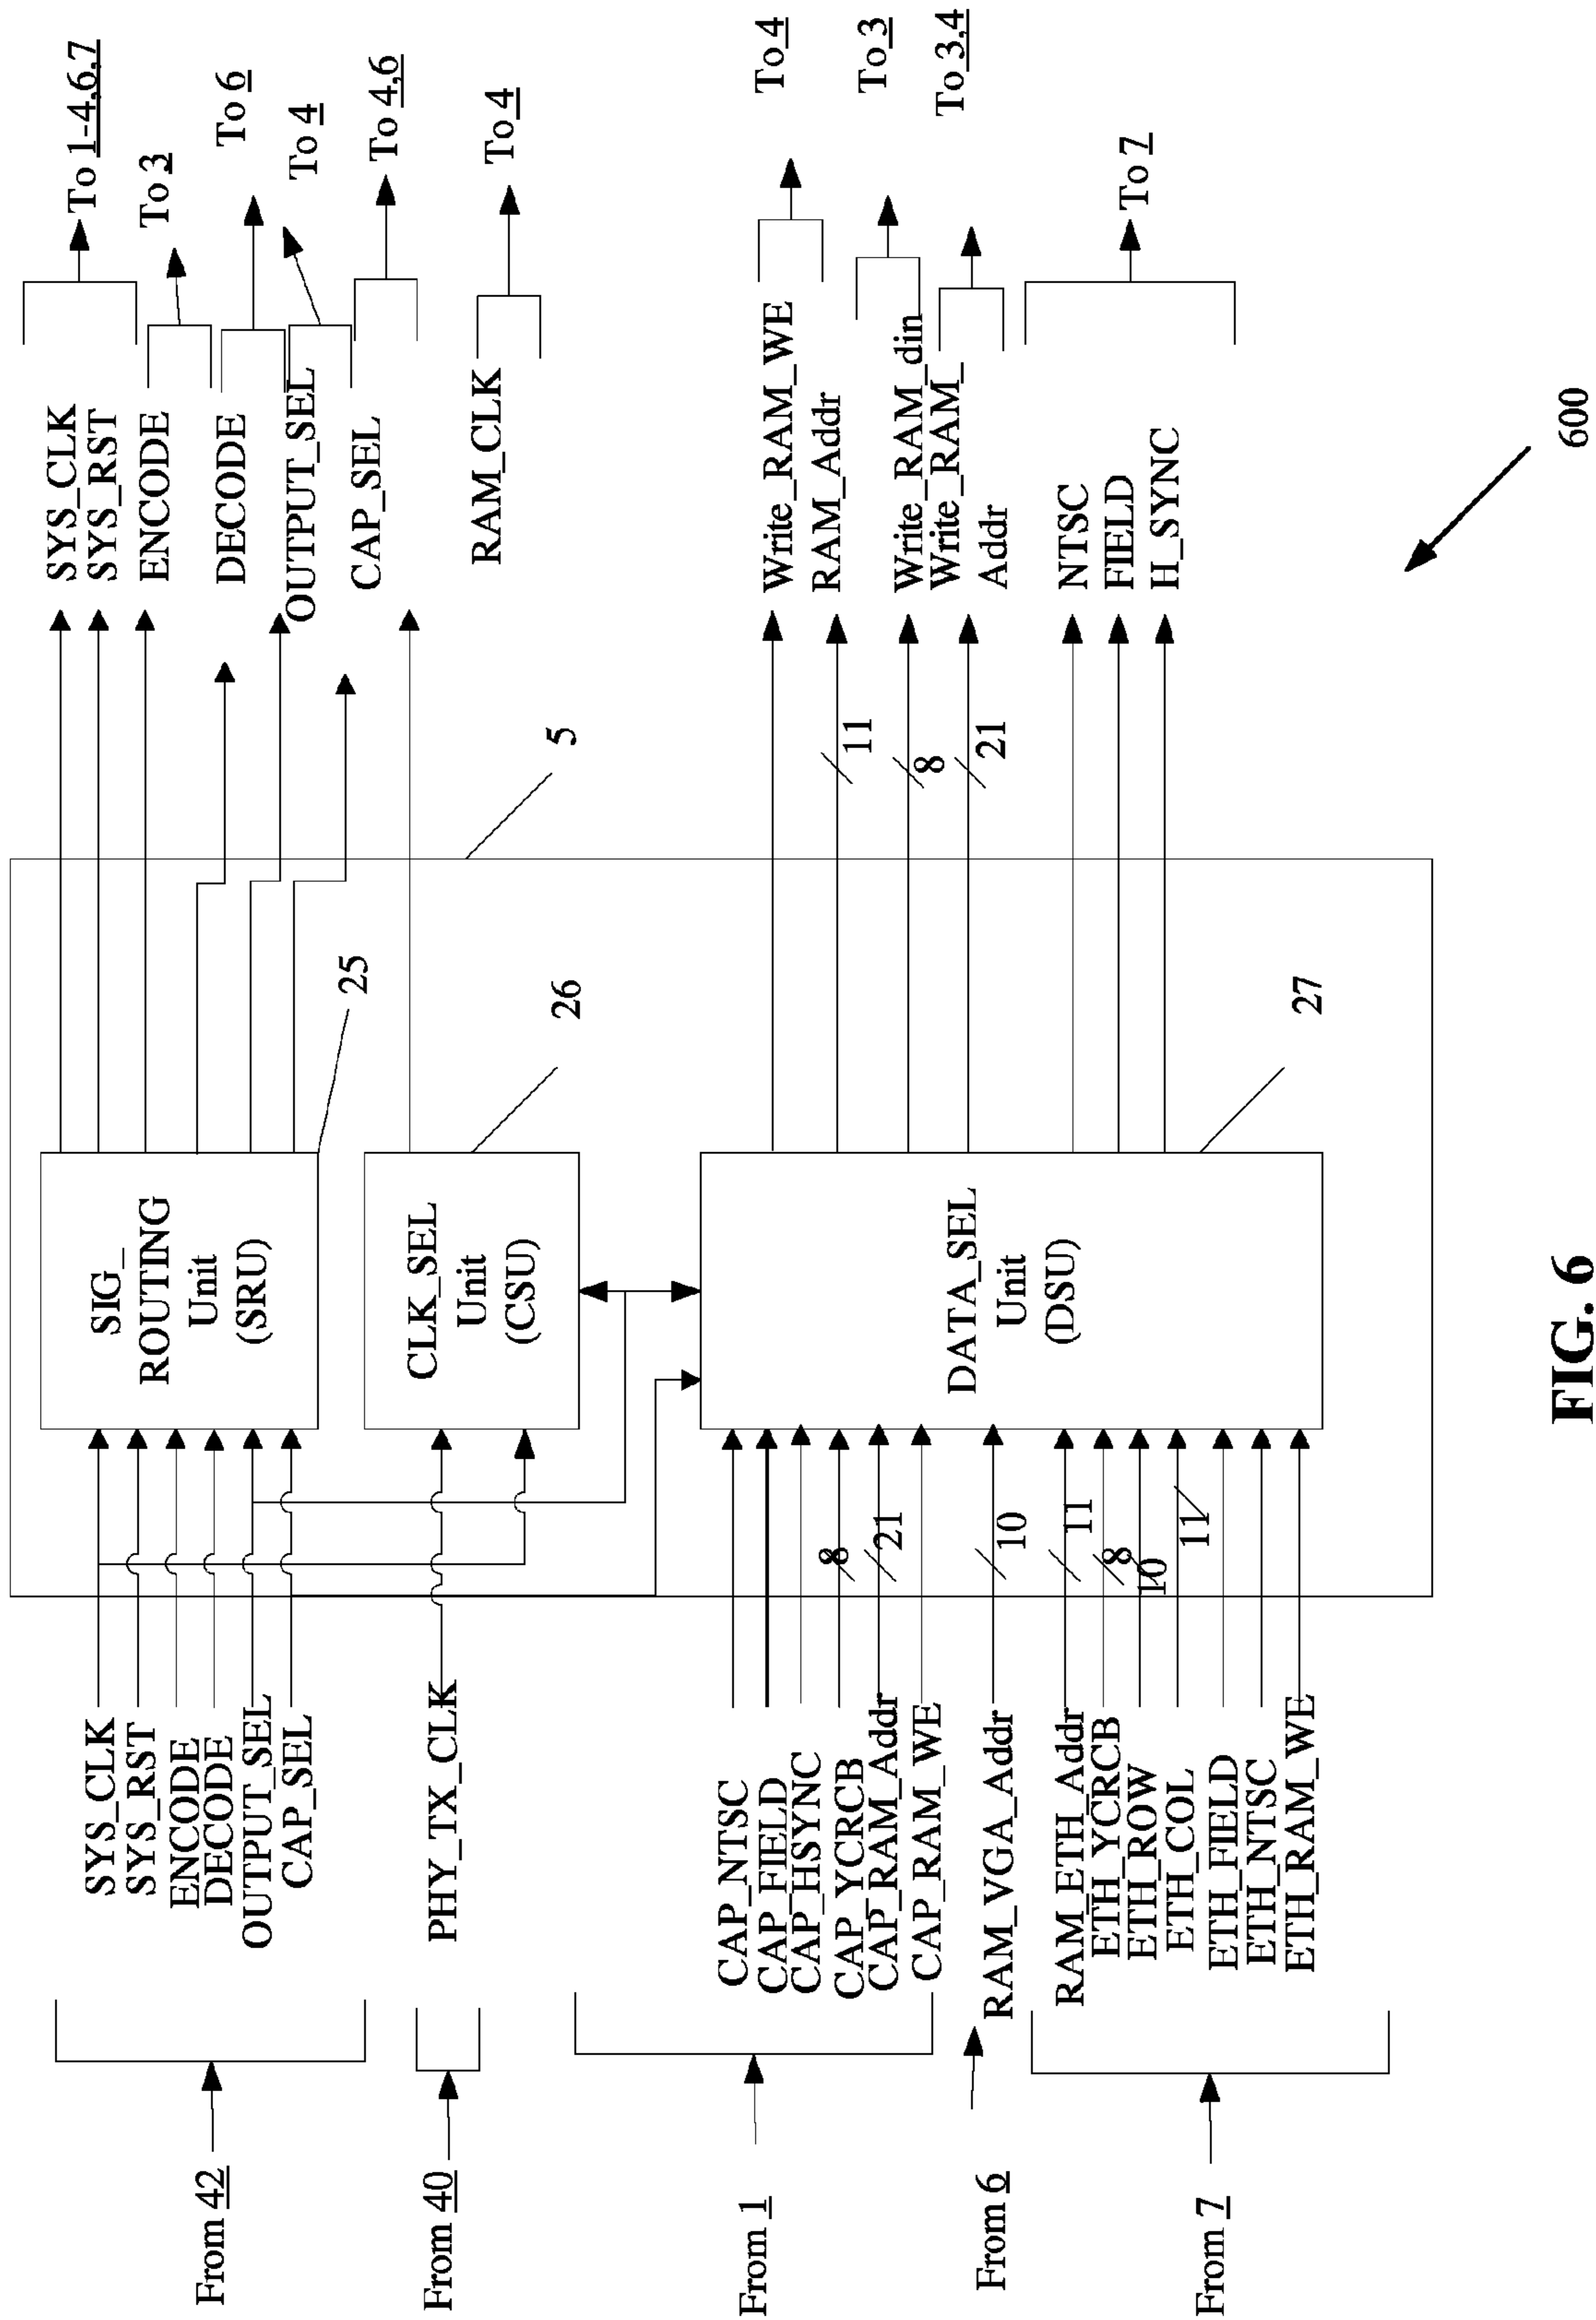 From 42
SYS_CLK
SYS_RST
ENCODE
DECODE
OUTPUT_SEL
CAP_SEL
From 40
PHY_TX_CLK
From 1
CAP_NTSC
CAP_FIELD
CAP_HSYNC
CAP_YCRCB
8
CAP_RAM_Addr
21
CAP_RAM_WE
From 6
RAM_VGA_Addr
10
From 7
RAM_ETH_Addr
11
ETH_YCRCB
8
ETH_ROW
10
ETH_COL
11
ETH_FIELD
ETH_NTSC
ETH_RAM_WE
SIG_
ROUTING
Unit
(SRU)
25
CLK_SEL
Unit
(CSU)
26
DATA_SEL
Unit
(DSU)
27
5
SYS_CLK
SYS_RST
To 1-4,6,7
ENCODE
To 3
DECODE
To 6
OUTPUT_SEL
To 4
CAP_SEL
To 4,6
RAM_CLK
To 4
Write_RAM_WE
RAM_Addr
11
To 4
Write_RAM_din
8
To 3
Write_RAM_
Addr
21
To 3,4
NTSC
FIELD
H_SYNC
To 7
600
FIG. 6